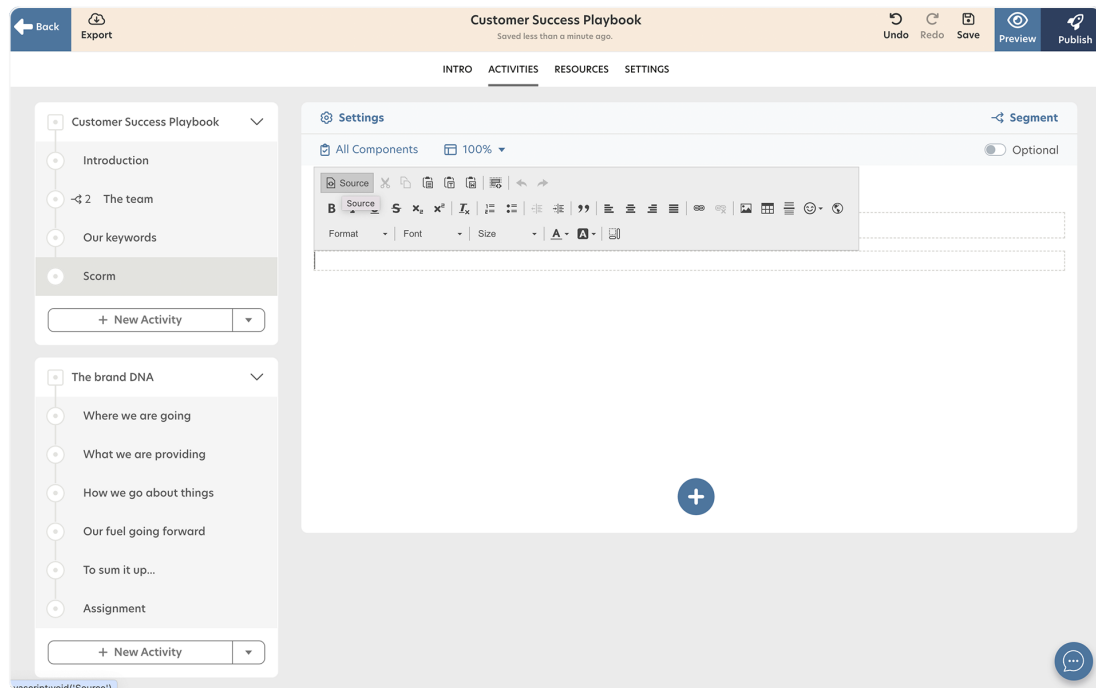 Back
Export
Customer Success Playbook
Saved less than a minute ago.
Undo
Redo
Save
Preview
Publish
INTRO ACTIVITIES RESOURCES SETTINGS
Customer Success Playbook
Introduction
2 The team
Our keywords
Scorm
+ New Activity
The brand DNA
Where we are going
What we are providing
How we go about things
Our fuel going forward
To sum it up...
Assignment
+ New Activity
Settings
Segment
All Components
100%
Optional
Source
Source
Format
Font
Size
vascript:void('Source')